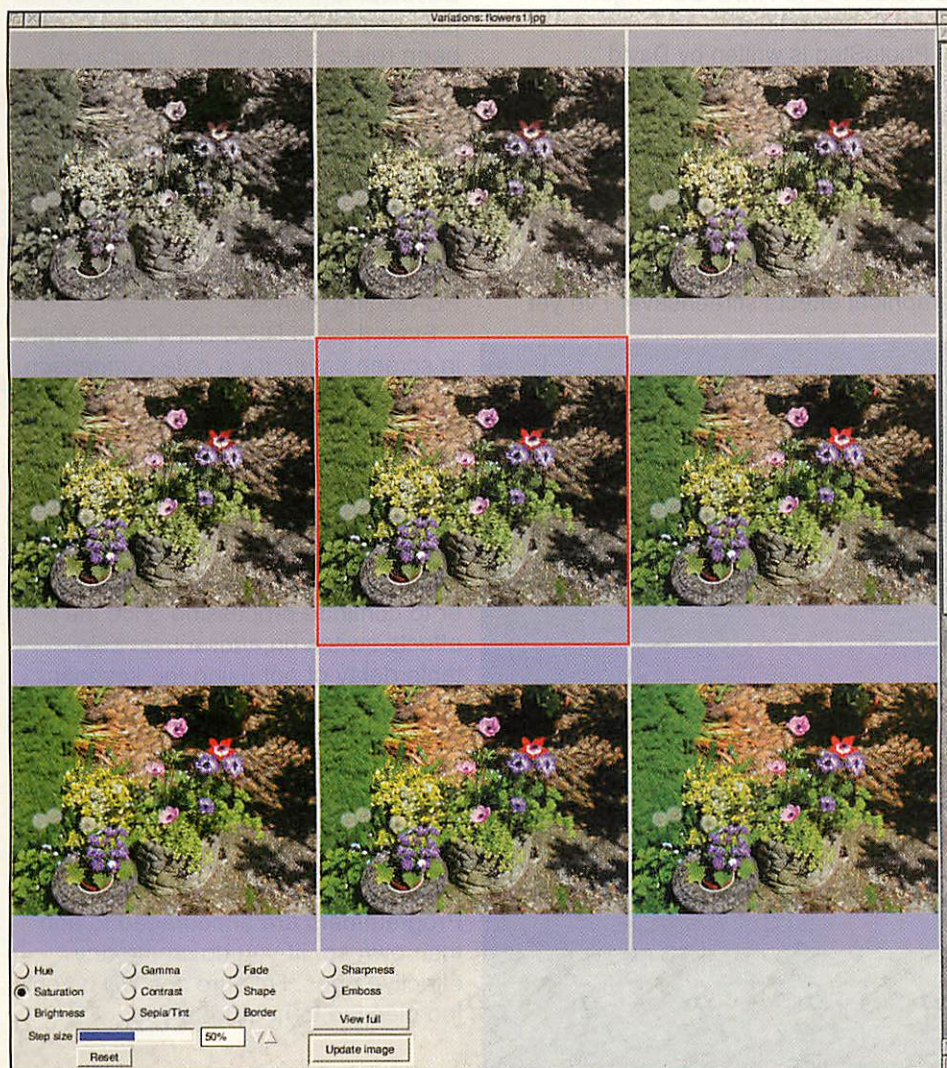 Variations: flowers1.jpg
Hue
Gamma
Fade
Sharpness
Saturation
Contrast
Shape
Emboss
Brightness
Sepia/Tint
Border
View full
Step size
50%
Update image
Reset